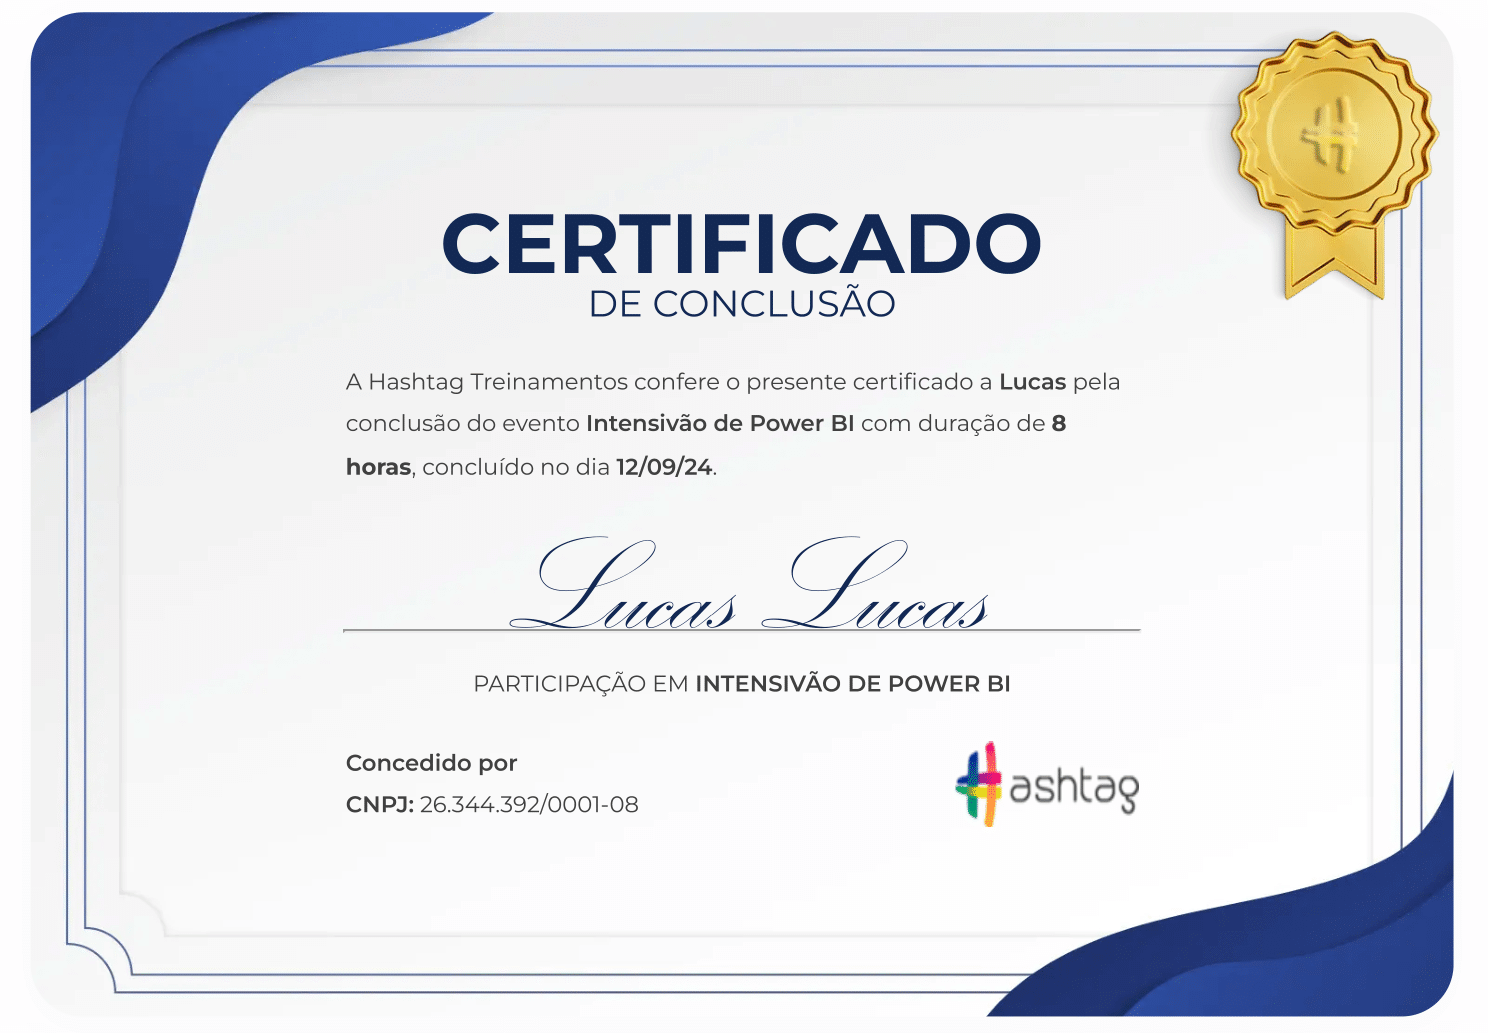 CERTIFICADO
DE CONCLUSÃO
A Hashtag Treinamentos confere o presente certificado a Lucas pela
conclusão do evento Intensivão de Power BI com duração de 8
horas, concluído no dia 12/09/24.
Lucas Lucas
PARTICIPAÇÃO EM INTENSIVÃO DE POWER BI
Concedido por
CNPJ: 26.344.392/0001-08
Hashtag